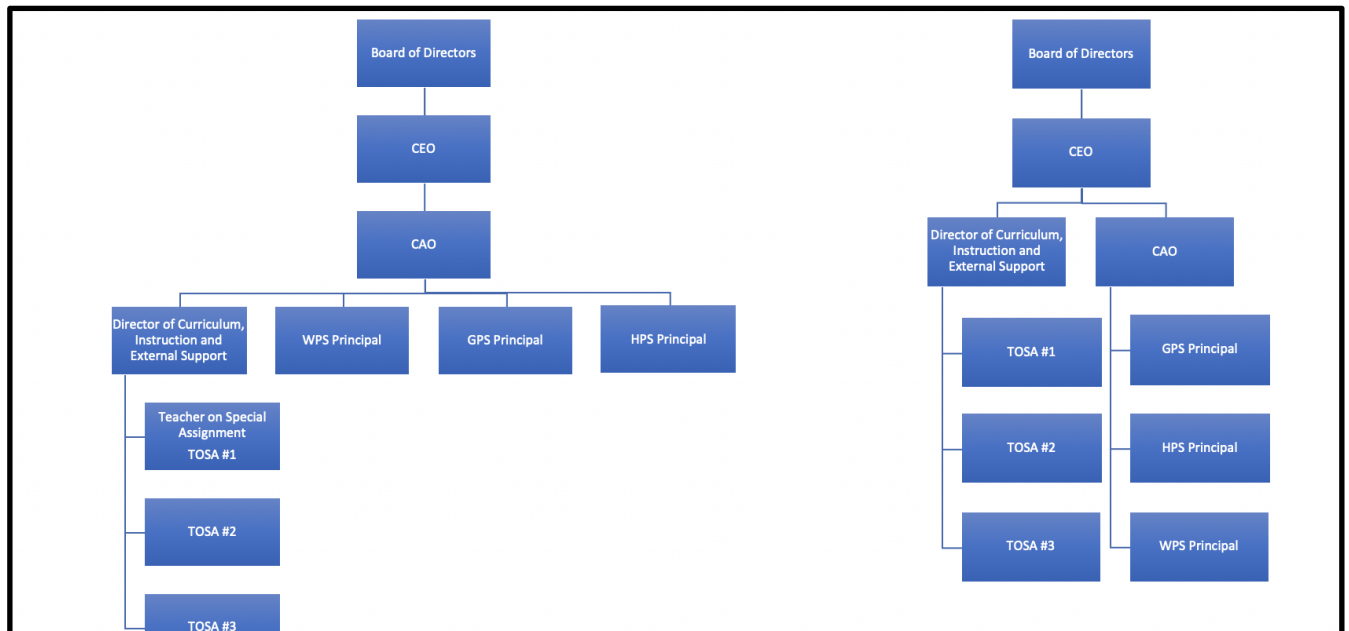 Board of Directors
CEO
CAO
Director of Curriculum,
Instruction and
External Support
WPS Principal
GPS Principal
HPS Principal
Teacher on Special
Assignment
TOSA #1
TOSA #2
TOSA #3
Board of Directors
CEO
Director of Curriculum,
Instruction and
External Support
CAO
TOSA #1
TOSA #2
TOSA #3
GPS Principal
HPS Principal
WPS Principal